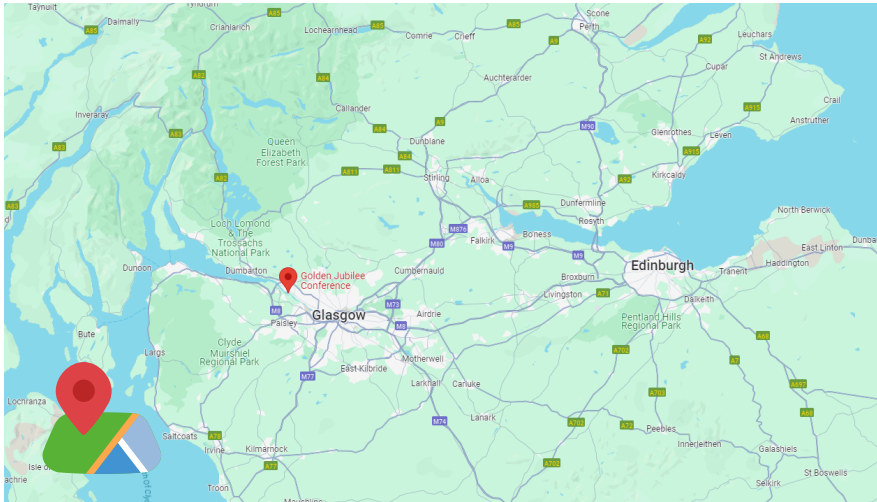 Taynuilt
Dalmally
Tyndrum
A85
A82
Crianlarich
Lochearnhead
A85
Comrie
Crieff
A85
A9
Scone
Perth
A92
Leuchars
St Andrews
Cupar
A82
A84
Auchterarder
Inveraray
Callander
A9
A915
Crail
Anstruther
A83
A83
A84
Dunblane
M90
Glenrothes
Leven
Queen
Elizabeth
Forest Park
A84
A811
A811
A915
A82
Stirling
Alloa
A92
Kirkcaldy
A83
A985
Dunfermline
Rosyth
North Berwick
Loch Lomond
& The
Trossachs
National Park
M876
M80
Falkirk
M9
Bo'ness
M9
East Linton
Dunba
Haddington
Dunoon
Dumbarton
Golden Jubilee
Conference
Cumbernauld
Broxburn
Edinburgh
Tranent
Livingston
A71
Dalkeith
M8
Paisley
Glasgow
M73
Airdrie
M8
Pentland Hills
Regional Park
Bute
Largs
Clyde
Muirshiel
Regional Park
Motherwell
A702
A68
A7
M77
East Kilbride
Larkhall
Carluke
A703
A697
Lochranza
M74
Lanark
A702
A72
Peebles
A68
Saltcoats
A78
Irvine
Kilmarnock
Innerleithen
Galashiels
Isle o
achrie
A77
A702
St Boswells
Selkirk
Troon
Mauchline